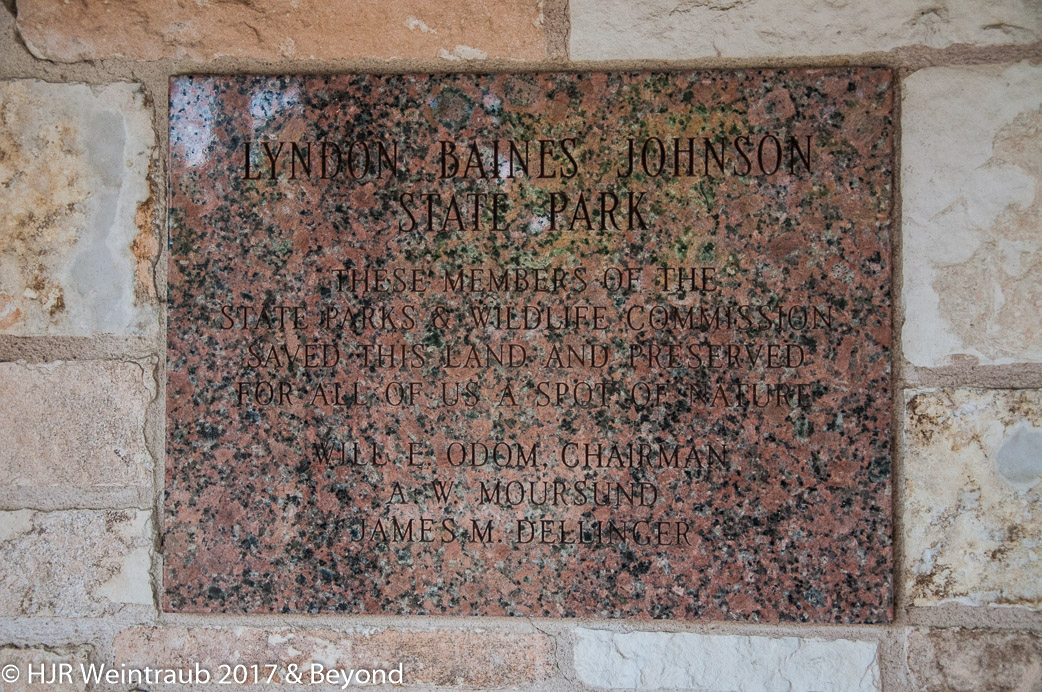 LYNDON BAINES JOHNSON
STATE PARK
THESE MEMBERS OF THE
STATE PARKS & WILDLIFE COMMISSION
SAVED THIS LAND AND PRESERVED
FOR ALL OF US A SPOT OF NATURE
WILL E. ODOM, CHAIRMAN
A. W. MOURSUND
JAMES M. DELLINGER
© HJR Weintraub 2017 & Beyond